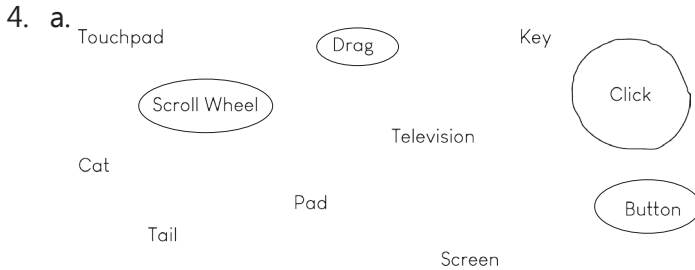 4. a.
Touchpad
Drag
Key
Click
Scroll Wheel
Television
Cat
Pad
Button
Tail
Screen